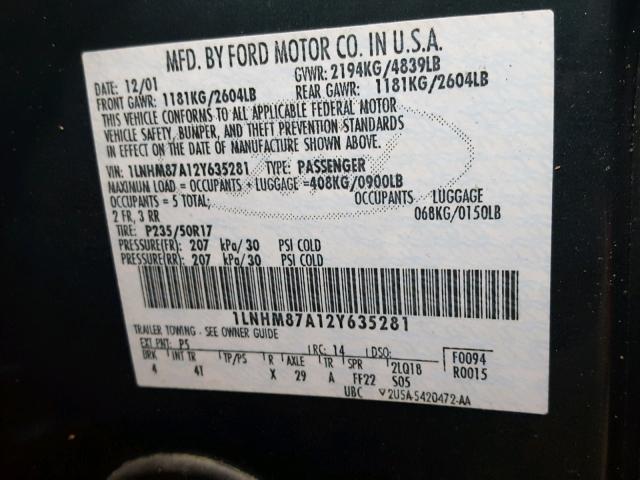 MFD. BY FORD MOTOR CO. IN U.S.A.
DATE: 12/01 GVWR: 2194KG/4839LB
FRONT GAWR: 1181KG/2604LB REAR GAWR: 1181KG/2604LB
THIS VEHICLE CONFORMS TO ALL APPLICABLE FEDERAL MOTOR
VEHICLE SAFETY, BUMPER, AND THEFT PREVENTION STANDARDS
IN EFFECT ON THE DATE OF MANUFACTURE SHOWN ABOVE.
VIN: 1LNHM87A12Y635281 TYPE: PASSENGER
MAXIMUM LOAD = OCCUPANTS + LUGGAGE = 408KG/0900LB
OCCUPANTS = 5 TOTAL; OCCUPANTS LUGGAGE
2 FR, 3 RR 068KG/0150LB
TIRE: P235/50R17
PRESSURE(FR): 207 kPa/30 PSI COLD
PRESSURE(RR): 207 kPa/30 PSI COLD
1LNHM87A12Y635281
TRAILER TOWING - SEE OWNER GUIDE
EXT PNT: P5 RC: 14 DSO: F0094
BRK INT TR TP/PS R AXLE TR SPR 2LQ18 R0015
4 4T X 29 A FF22 S05
UBC 2U5A-5420472-AA